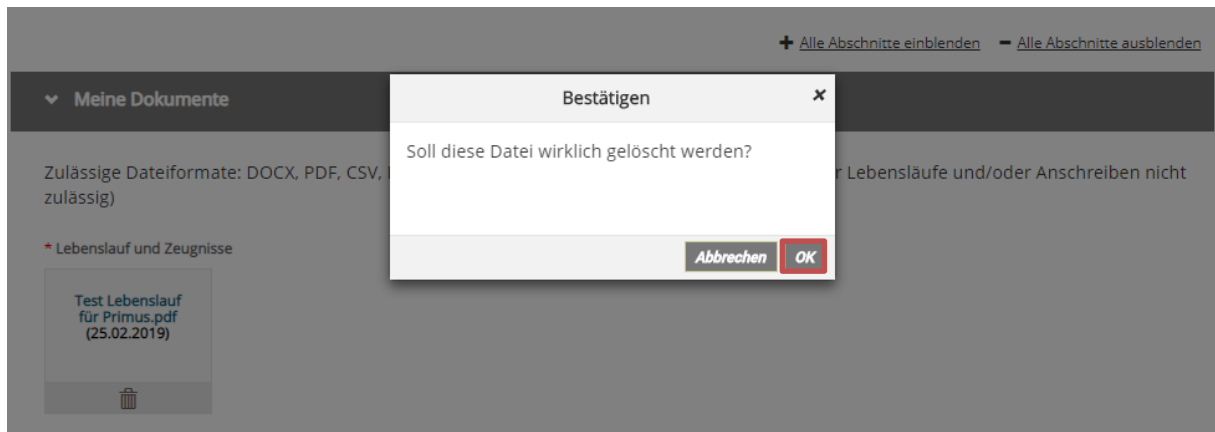 Alle Abschnitte einblenden Alle Abschnitte ausblenden
Meine Dokumente
Bestätigen
Soll diese Datei wirklich gelöscht werden?
Abbrechen OK
Zulässige Dateiformate: DOCX, PDF, CSV, Lebensläufe und/oder Anschreiben nicht
zulässig)
* Lebenslauf und Zeugnisse
Test Lebenslauf
für Primus.pdf
(25.02.2019)